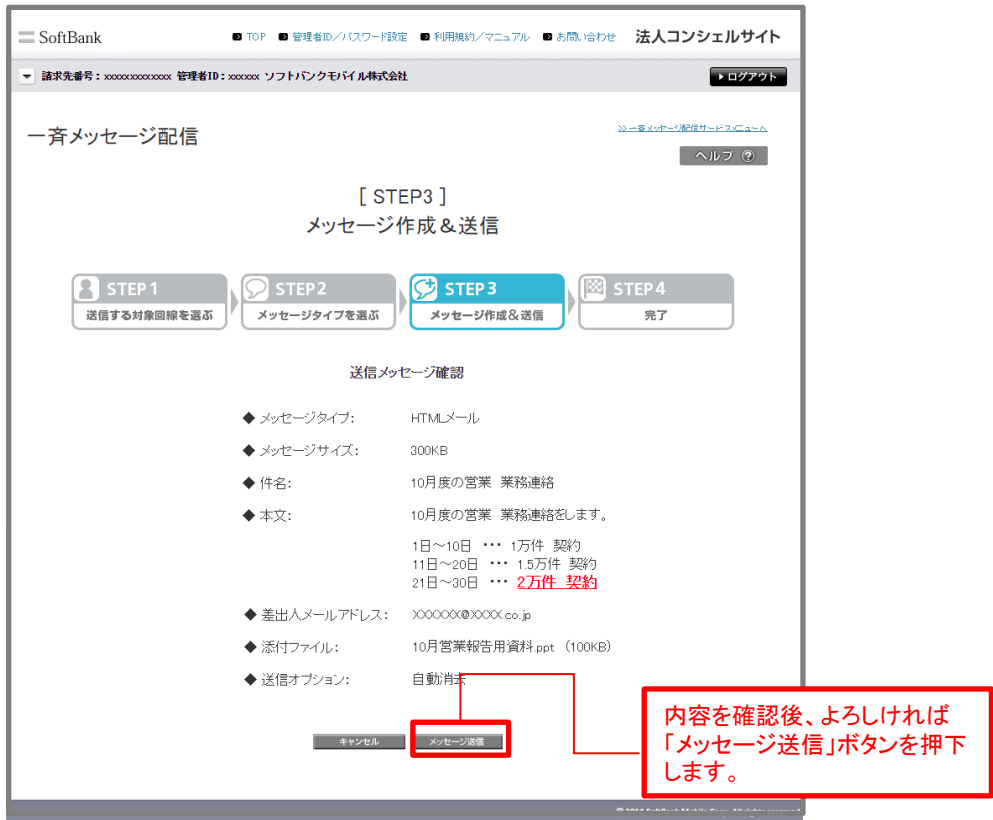 SoftBank
TOP 管理者ID／パスワード設定 利用規約／マニュアル お問い合わせ 法人コンシェルサイト
請求先番号：xxxxxxxxxxxxx 管理者ID：xxxxxx ソフトバンクモバイル株式会社 ログアウト
一斉メッセージ配信
>>一斉メッセージ配信サービスメニューへ
ヘルプ ?
［ STEP3 ］
メッセージ作成＆送信
STEP 1
送信する対象回線を選ぶ
STEP 2
メッセージタイプを選ぶ
STEP 3
メッセージ作成＆送信
STEP 4
完了
送信メッセージ確認
◆ メッセージタイプ： HTMLメール
◆ メッセージサイズ： 300KB
◆ 件名： 10月度の営業 業務連絡
◆ 本文： 10月度の営業 業務連絡をします。
1日～10日 ・・・ 1万件 契約
11日～20日 ・・・ 1.5万件 契約
21日～30日 ・・・ 2万件 契約
◆ 差出人メールアドレス： XXXXXX@XXXX.co.jp
◆ 添付ファイル： 10月営業報告用資料.ppt （100KB）
◆ 送信オプション： 自動消去
キャンセル メッセージ送信
内容を確認後、よろしければ
「メッセージ送信」ボタンを押下
します。